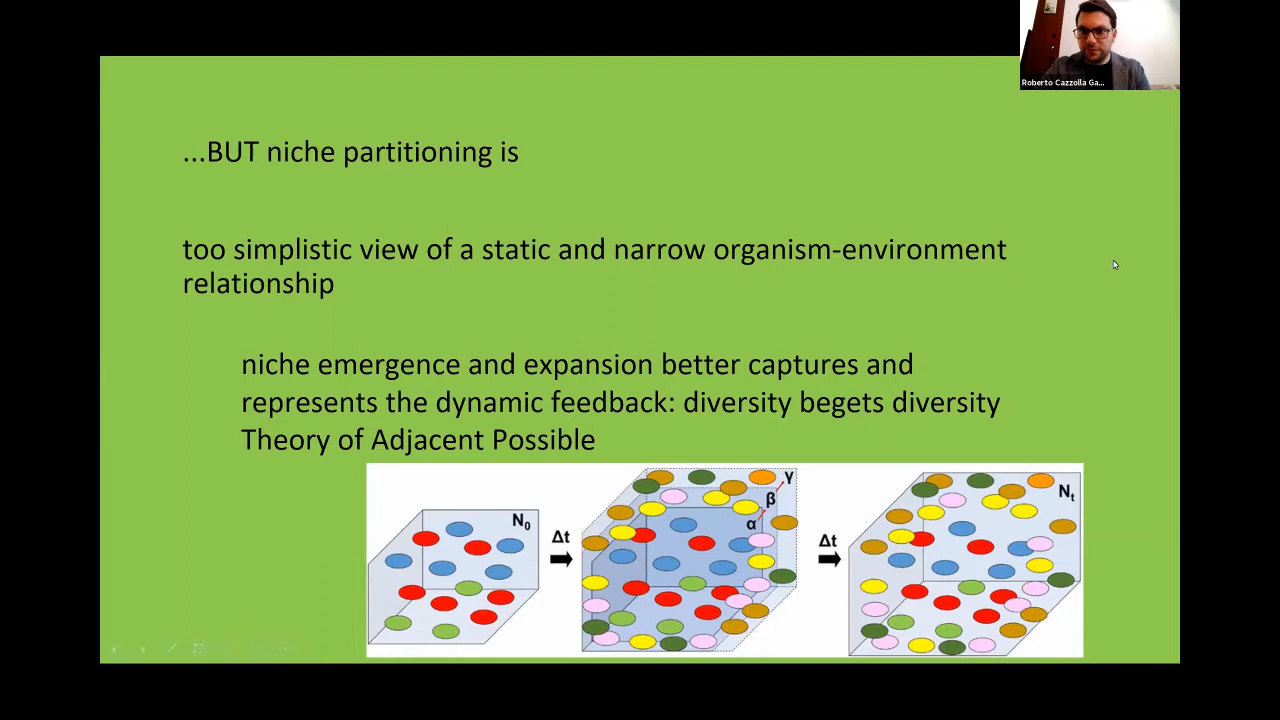 Roberto Cazzolla Ga...
...BUT niche partitioning is
too simplistic view of a static and narrow organism-environment
relationship
niche emergence and expansion better captures and
represents the dynamic feedback: diversity begets diversity
Theory of Adjacent Possible
N₀
Δt
α
β
γ
Δt
Nₜ